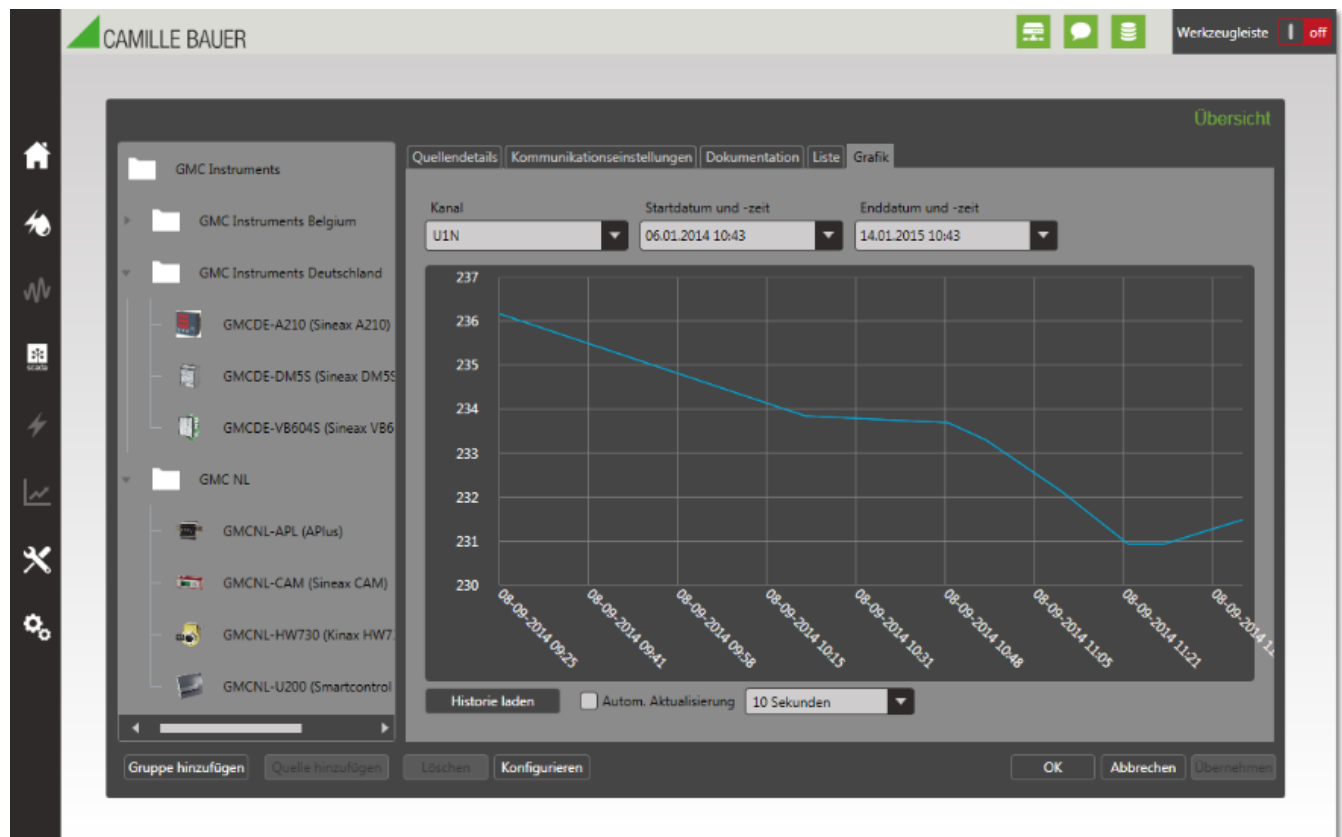 CAMILLE BAUER
Werkzeugleiste off
Übersicht
GMC Instruments
GMC Instruments Belgium
GMC Instruments Deutschland
GMCDE-A210 (Sineax A210)
GMCDE-DM5S (Sineax DM5S
GMCDE-VB604S (Sineax VB6
GMC NL
GMCNL-APL (APlus)
GMCNL-CAM (Sineax CAM)
GMCNL-HW730 (Kinax HW7
GMCNL-U200 (Smartcontrol
Quellendetails Kommunikationseinstellungen Dokumentation Liste Grafik
Kanal Startdatum und -zeit Enddatum und -zeit
U1N 06.01.2014 10:43 14.01.2015 10:43
237
236
235
234
233
232
231
230
08-09-2014 09:25
08-09-2014 09:41
08-09-2014 09:58
08-09-2014 10:15
08-09-2014 10:31
08-09-2014 10:48
08-09-2014 11:05
08-09-2014 11:21
08-09-2014
Historie laden Autom. Aktualisierung 10 Sekunden
Gruppe hinzufügen Quelle hinzufügen Löschen Konfigurieren OK Abbrechen Übernehmen
scada